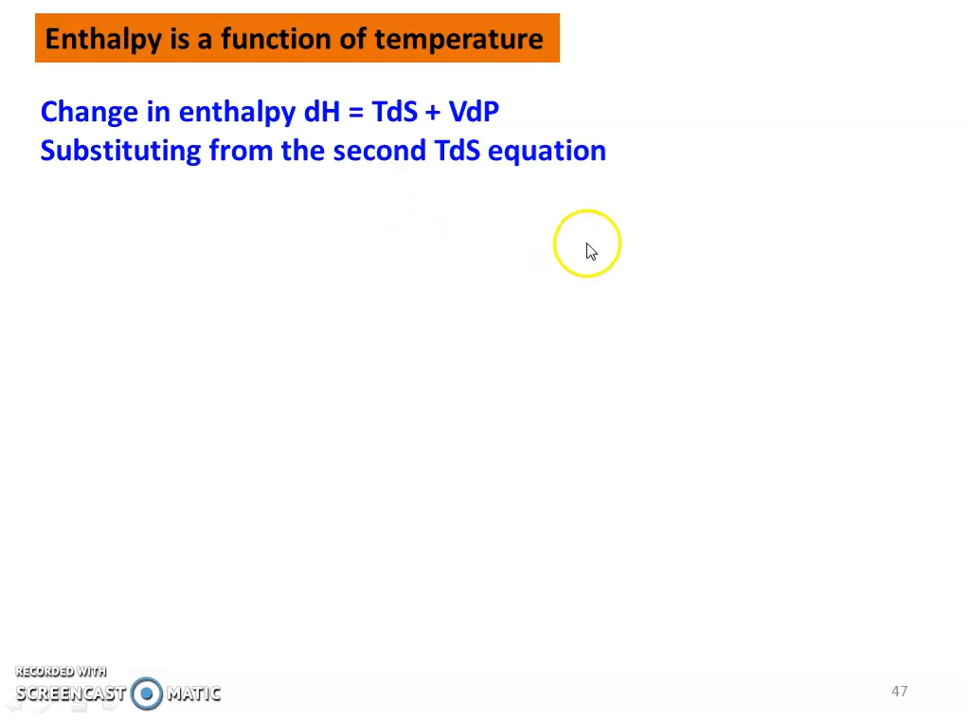 Enthalpy is a function of temperature
Change in enthalpy dH = TdS + VdP
Substituting from the second TdS equation
RECORDED WITH
SCREENCAST MATIC
47